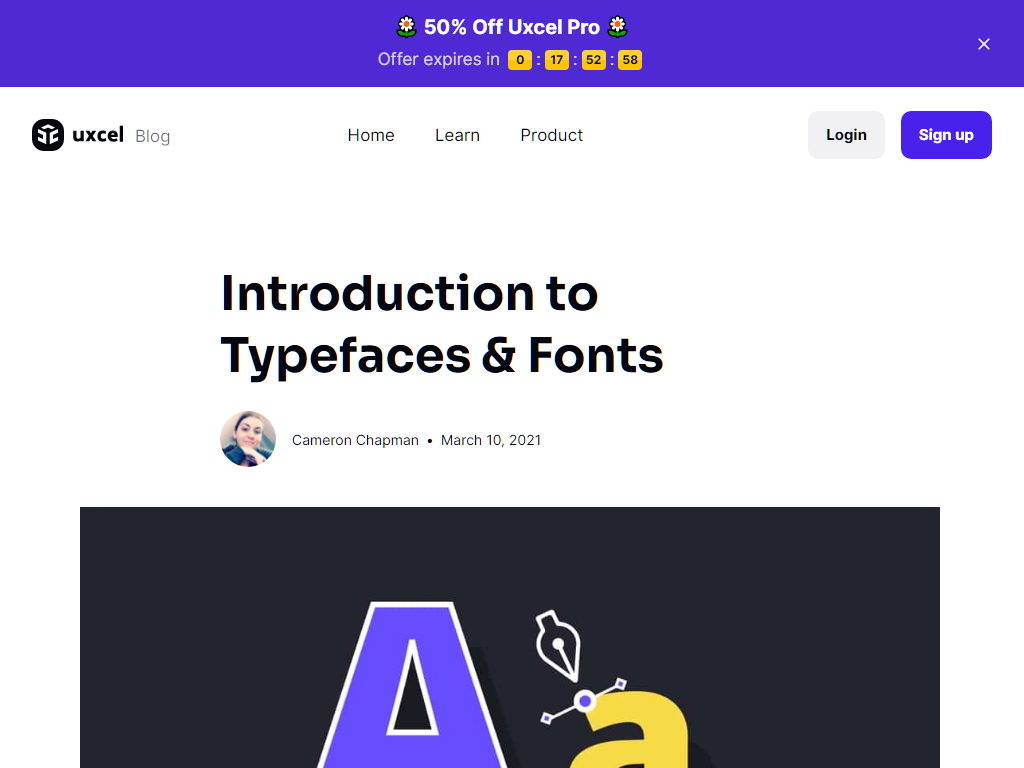 50% Off Uxcel Pro
Offer expires in 0 : 17 : 52 : 58
uxcel Blog
Home
Learn
Product
Login
Sign up
Introduction to
Typefaces & Fonts
Cameron Chapman • March 10, 2021
Aa